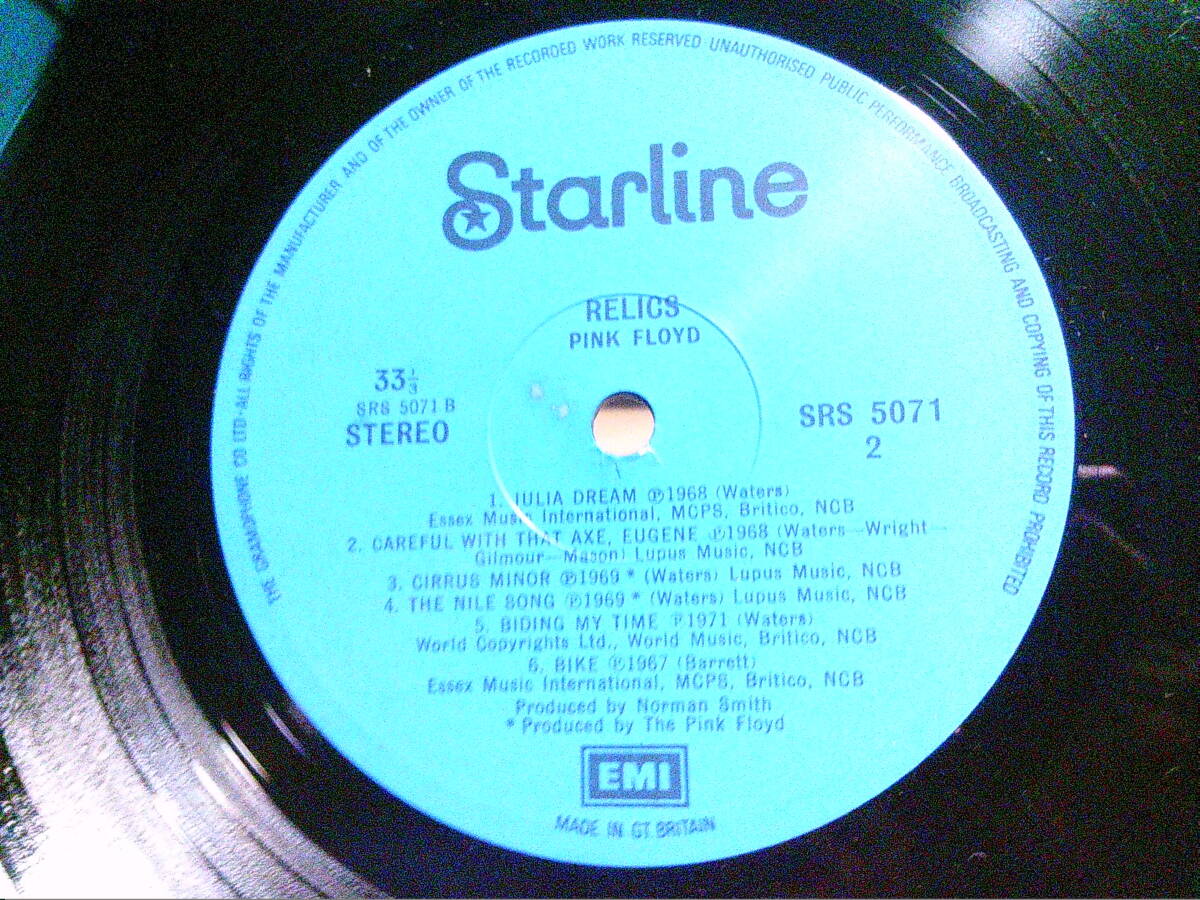 THE GRAMOPHONE CO LTD·ALL RIGHTS OF THE MANUFACTURER AND OF THE OWNER OF THE RECORDED WORK RESERVED·UNAUTHORISED PUBLIC PERFORMANCE BROADCASTING AND COPYING OF THIS RECORD PROHIBITED
Starline
RELICS
PINK FLOYD
33⅓
SRS 5071 B
STEREO
SRS 5071
2
1. JULIA DREAM ℗1968 (Waters)
Essex Music International, MCPS, Britico, NCB
2. CAREFUL WITH THAT AXE, EUGENE ℗1968 (Waters—Wright—
Gilmour—Mason) Lupus Music, NCB
3. CIRRUS MINOR ℗1969 * (Waters) Lupus Music, NCB
4. THE NILE SONG ℗1969 * (Waters) Lupus Music, NCB
5. BIDING MY TIME ℗1971 (Waters)
World Copyrights Ltd., World Music, Britico, NCB
6. BIKE ℗1967 (Barrett)
Essex Music International, MCPS, Britico, NCB
Produced by Norman Smith
* Produced by The Pink Floyd
EMI
MADE IN GT. BRITAIN